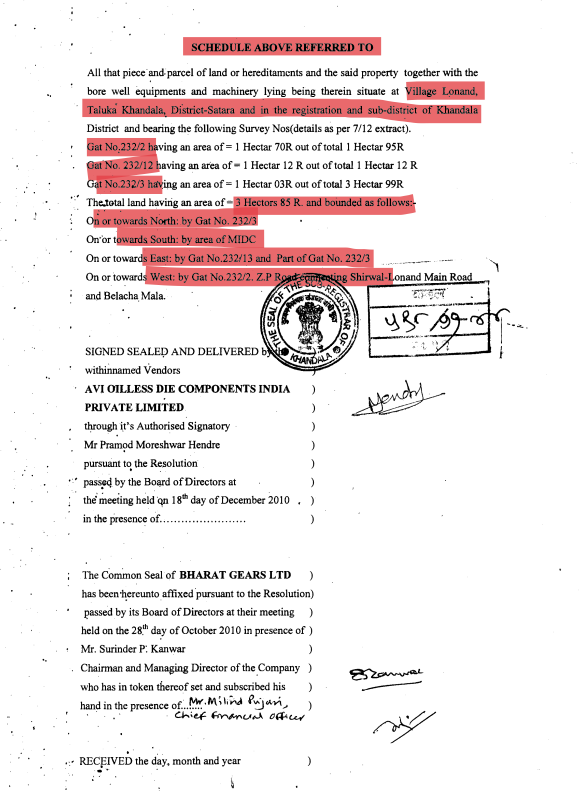 SCHEDULE ABOVE REFERRED TO
All that piece and parcel of land or hereditaments and the said property together with the
bore well equipments and machinery lying being therein situate at Village Lonand,
Taluka Khandala, District-Satara and in the registration and sub-district of Khandala
District and bearing the following Survey Nos(details as per 7/12 extract).
Gat No.232/2 having an area of = 1 Hectar 70R out of total 1 Hectar 95R
Gat No. 232/12 having an area of = 1 Hectar 12 R out of total 1 Hectar 12 R
Gat No.232/3 having an area of = 1 Hectar 03R out of total 3 Hectar 99R
The total land having an area of = 3 Hectors 85 R. and bounded as follows:-
On or towards North: by Gat No. 232/3
On or towards South: by area of MIDC
On or towards East: by Gat No.232/13 and Part of Gat No. 232/3
On or towards West: by Gat No.232/2. Z.P Road connecting Shirwal-Lonand Main Road
and Belacha Mala.
THE SEAL OF THE SUB-REGISTRAR OF
KHANDALA
SIGNED SEALED AND DELIVERED by the
withinnamed Vendors )
AVI OILLESS DIE COMPONENTS INDIA )
PRIVATE LIMITED )
through it's Authorised Signatory )
Mr Pramod Moreshwar Hendre )
pursuant to the Resolution )
passed by the Board of Directors at )
the meeting held on 18th day of December 2010 , )
in the presence of........................ )
The Common Seal of BHARAT GEARS LTD )
has been hereunto affixed pursuant to the Resolution)
passed by its Board of Directors at their meeting )
held on the 28th day of October 2010 in presence of )
Mr. Surinder P. Kanwar )
Chairman and Managing Director of the Company )
who has in token thereof set and subscribed his )
hand in the presence of....... Mr. Milind Pujari, )
Chief Financial Officer
RECEIVED the day, month and year )